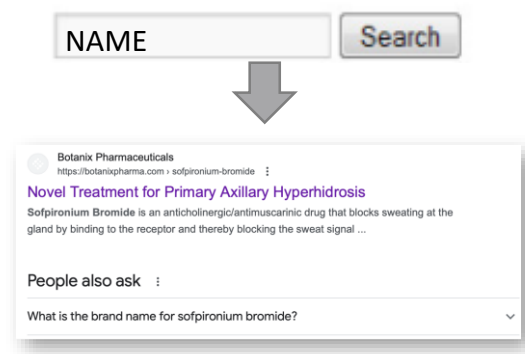 NAME
Search
Botanix Pharmaceuticals
https://botanixpharma.com › sofpironium-bromide
Novel Treatment for Primary Axillary Hyperhidrosis
Sofpironium Bromide is an anticholinergic/antimuscarinic drug that blocks sweating at the
gland by binding to the receptor and thereby blocking the sweat signal ...
People also ask
What is the brand name for sofpironium bromide?